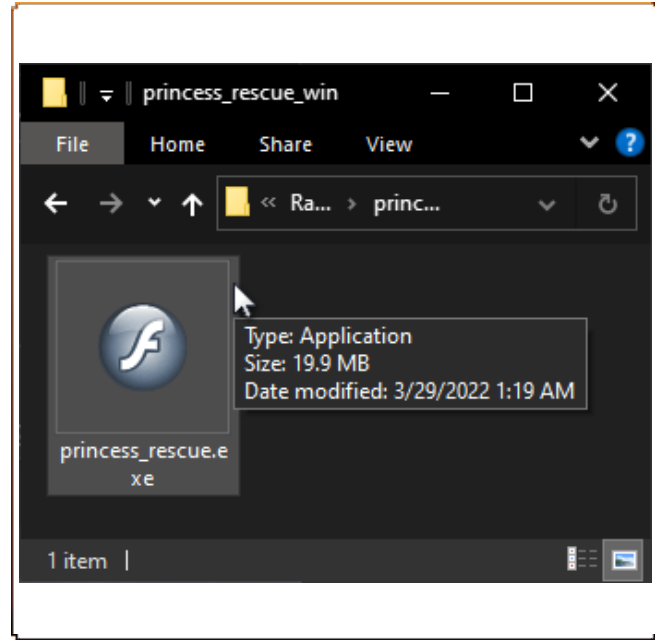 princess_rescue_win
File Home Share View
« Ra... › princ...
Type: Application
Size: 19.9 MB
Date modified: 3/29/2022 1:19 AM
princess_rescue.e
xe
1 item